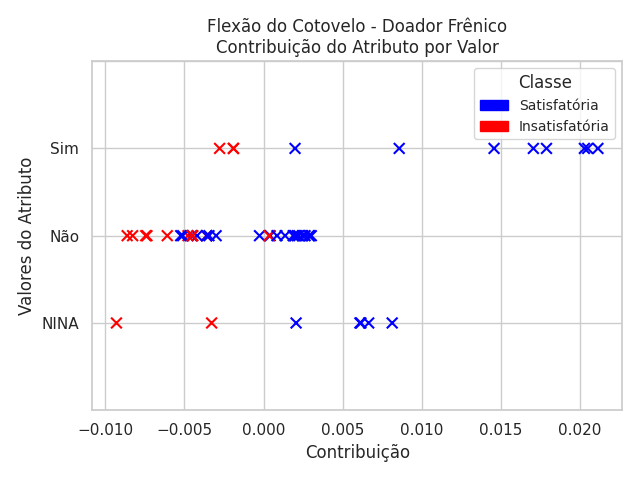 Flexão do Cotovelo - Doador Frênico
Contribuição do Atributo por Valor
Classe
Satisfatória
Insatisfatória
Valores do Atributo
Sim
Não
NINA
−0.010 −0.005 0.000 0.005 0.010 0.015 0.020
Contribuição